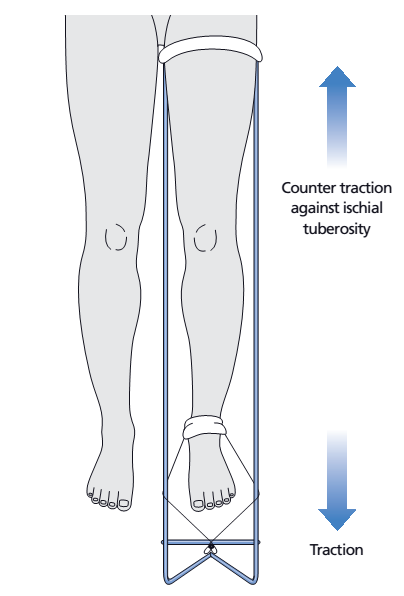 Counter traction
against ischial
tuberosity
Traction